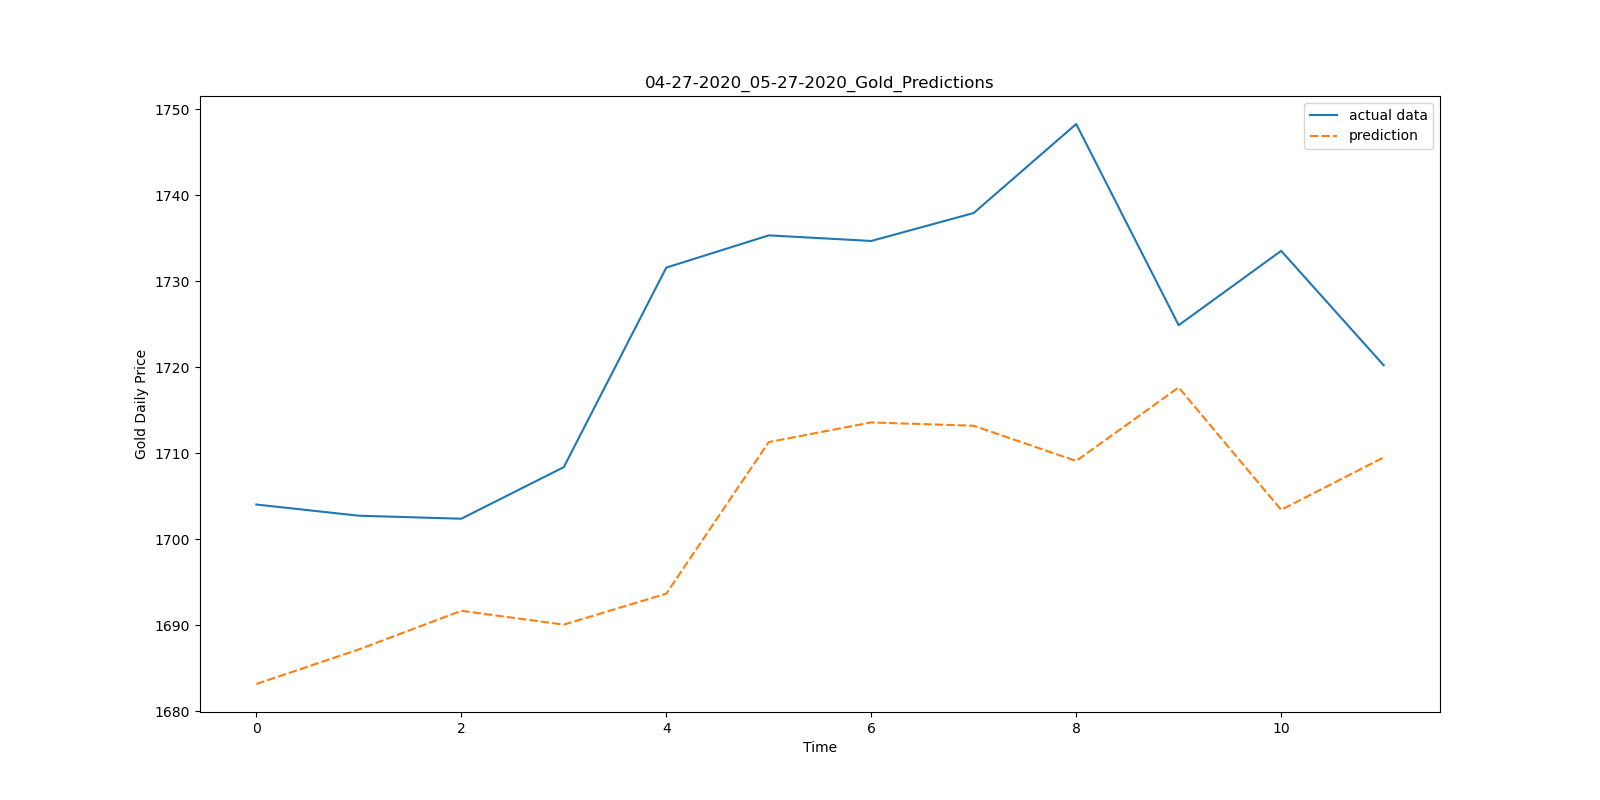 04-27-2020_05-27-2020_Gold_Predictions
actual data
prediction
Gold Daily Price
1750
1740
1730
1720
1710
1700
1690
1680
0 2 4 6 8 10
Time